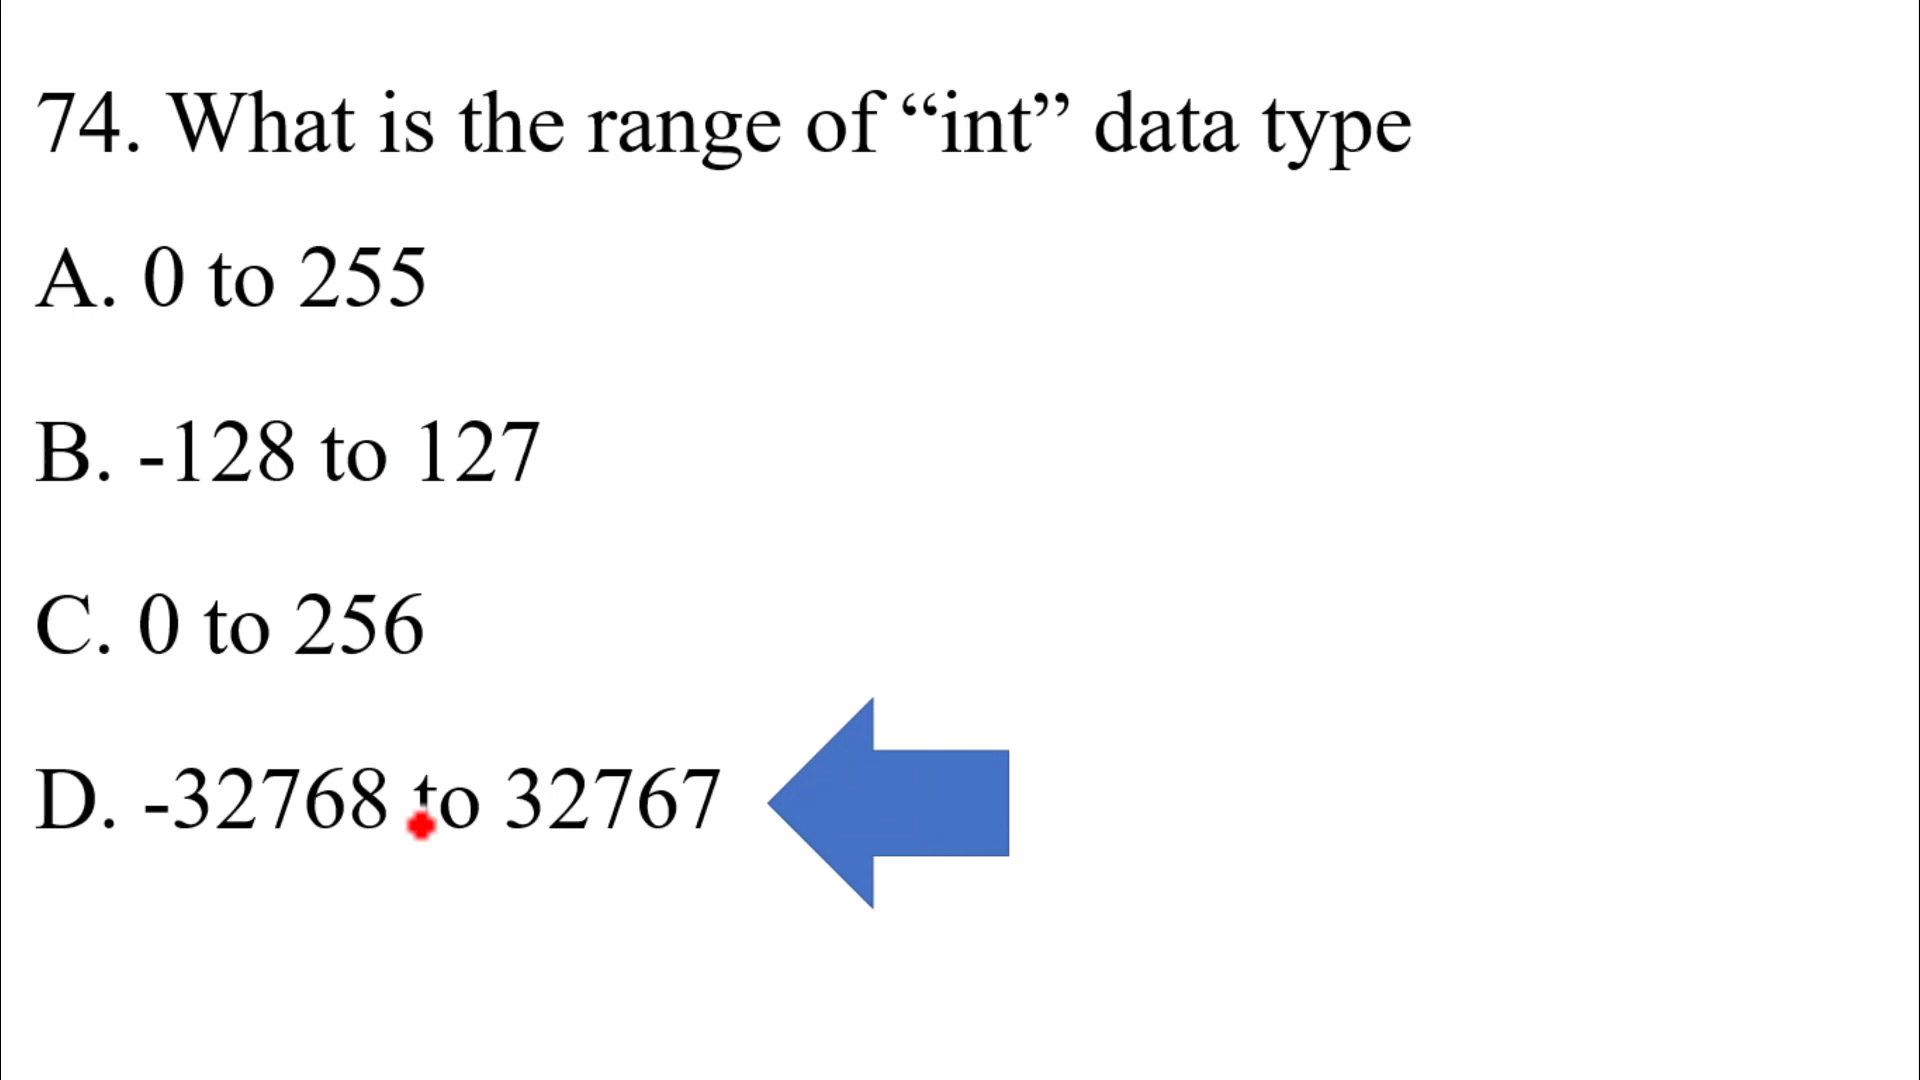 74. What is the range of “int” data type
A. 0 to 255
B. -128 to 127
C. 0 to 256
D. -32768 to 32767